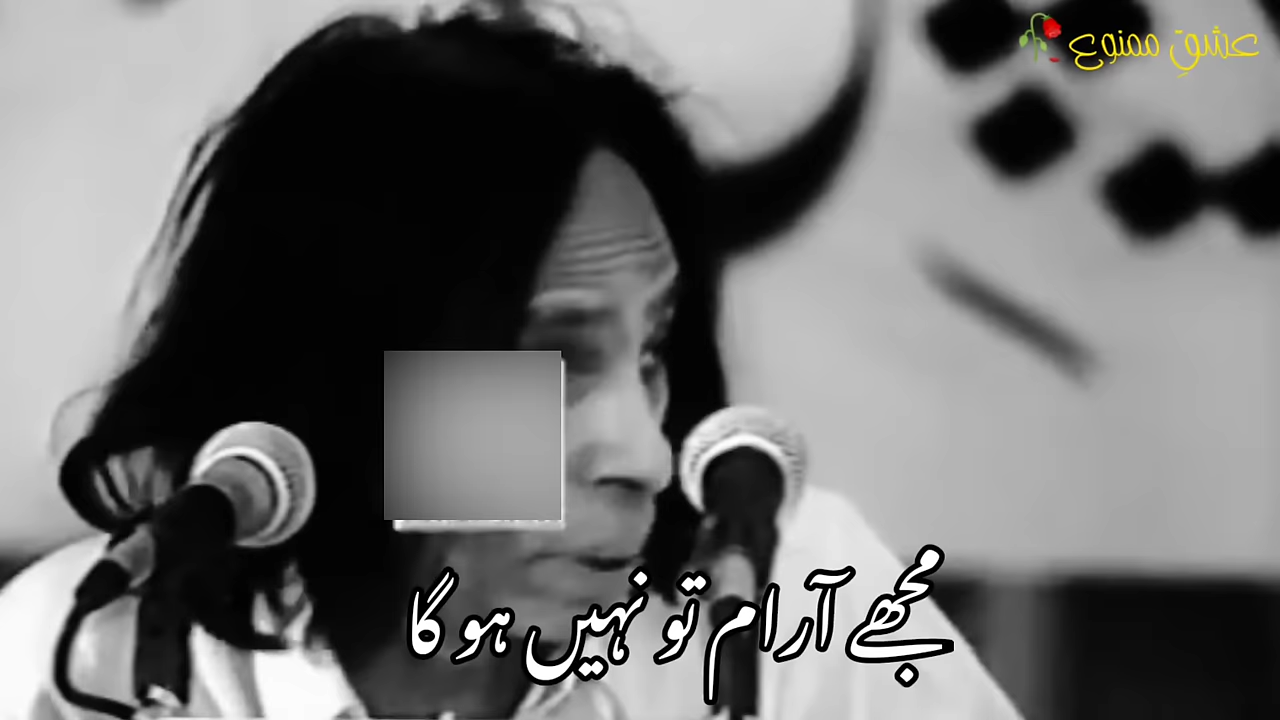 عشقِ ممنوع
مجھے آرام تو نہیں ہو گا